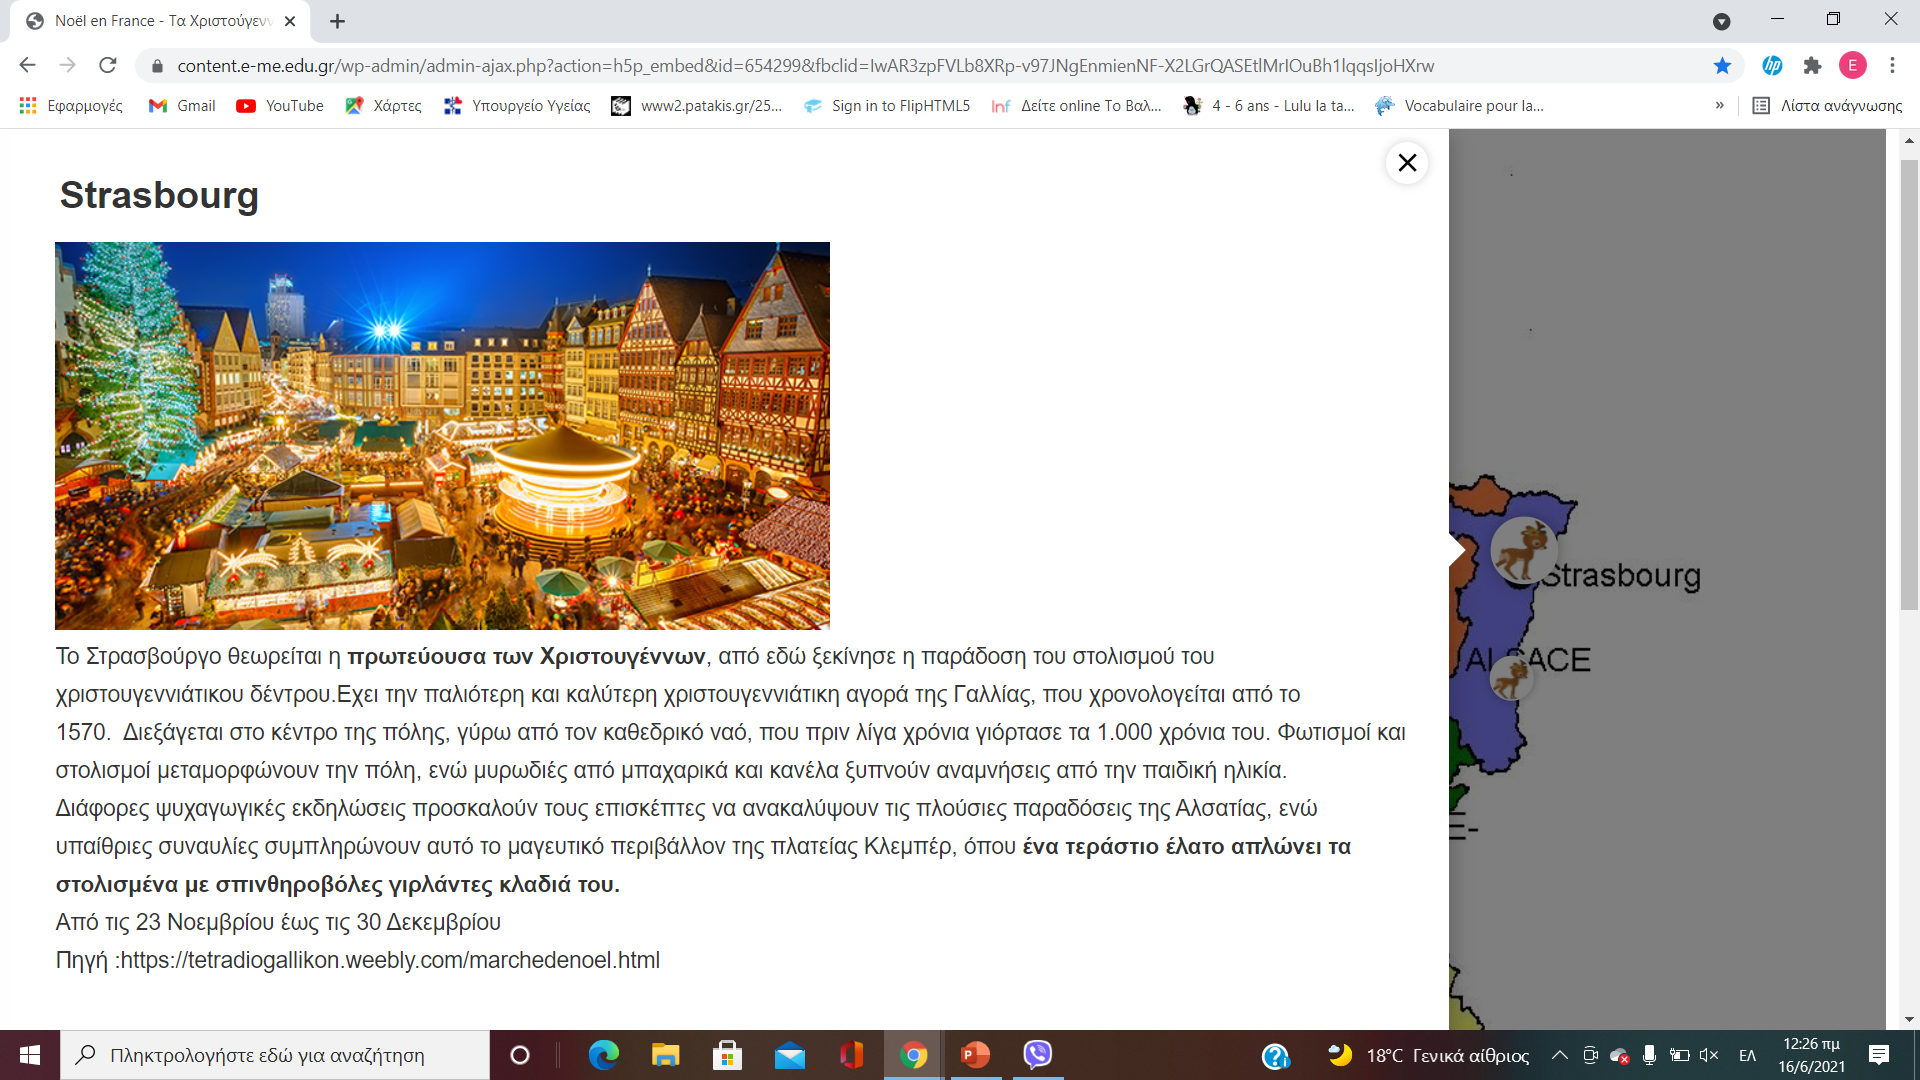 Noël en France - Τα Χριστούγενν
content.e-me.edu.gr/wp-admin/admin-ajax.php?action=h5p_embed&id=654299&fbclid=IwAR3zpFVLb8XRp-v97JNgEnmienNF-X2LGrQASEtlMrIOuBh1lqqsIjoHXrw
E
Εφαρμογές Gmail YouTube Χάρτες Υπουργείο Υγείας www2.patakis.gr/25... Sign in to FlipHTML5 Inf Δείτε online Το Βαλ... 4 - 6 ans - Lulu la ta... Vocabulaire pour la... » Λίστα ανάγνωσης
Strasbourg
Το Στρασβούργο θεωρείται η πρωτεύουσα των Χριστουγέννων, από εδώ ξεκίνησε η παράδοση του στολισμού του
χριστουγεννιάτικου δέντρου.Εχει την παλιότερη και καλύτερη χριστουγεννιάτικη αγορά της Γαλλίας, που χρονολογείται από το
1570.  Διεξάγεται στο κέντρο της πόλης, γύρω από τον καθεδρικό ναό, που πριν λίγα χρόνια γιόρτασε τα 1.000 χρόνια του. Φωτισμοί και
στολισμοί μεταμορφώνουν την πόλη, ενώ μυρωδιές από μπαχαρικά και κανέλα ξυπνούν αναμνήσεις από την παιδική ηλικία.
Διάφορες ψυχαγωγικές εκδηλώσεις προσκαλούν τους επισκέπτες να ανακαλύψουν τις πλούσιες παραδόσεις της Αλσατίας, ενώ
υπαίθριες συναυλίες συμπληρώνουν αυτό το μαγευτικό περιβάλλον της πλατείας Κλεμπέρ, όπου ένα τεράστιο έλατο απλώνει τα
στολισμένα με σπινθηροβόλες γιρλάντες κλαδιά του.
Από τις 23 Νοεμβρίου έως τις 30 Δεκεμβρίου
Πηγή :https://tetradiogallikon.weebly.com/marchedenoel.html
Strasbourg
ALSACE
E-
Πληκτρολογήστε εδώ για αναζήτηση
18°C Γενικά αίθριος
ΕΛ
12:26 πμ
16/6/2021